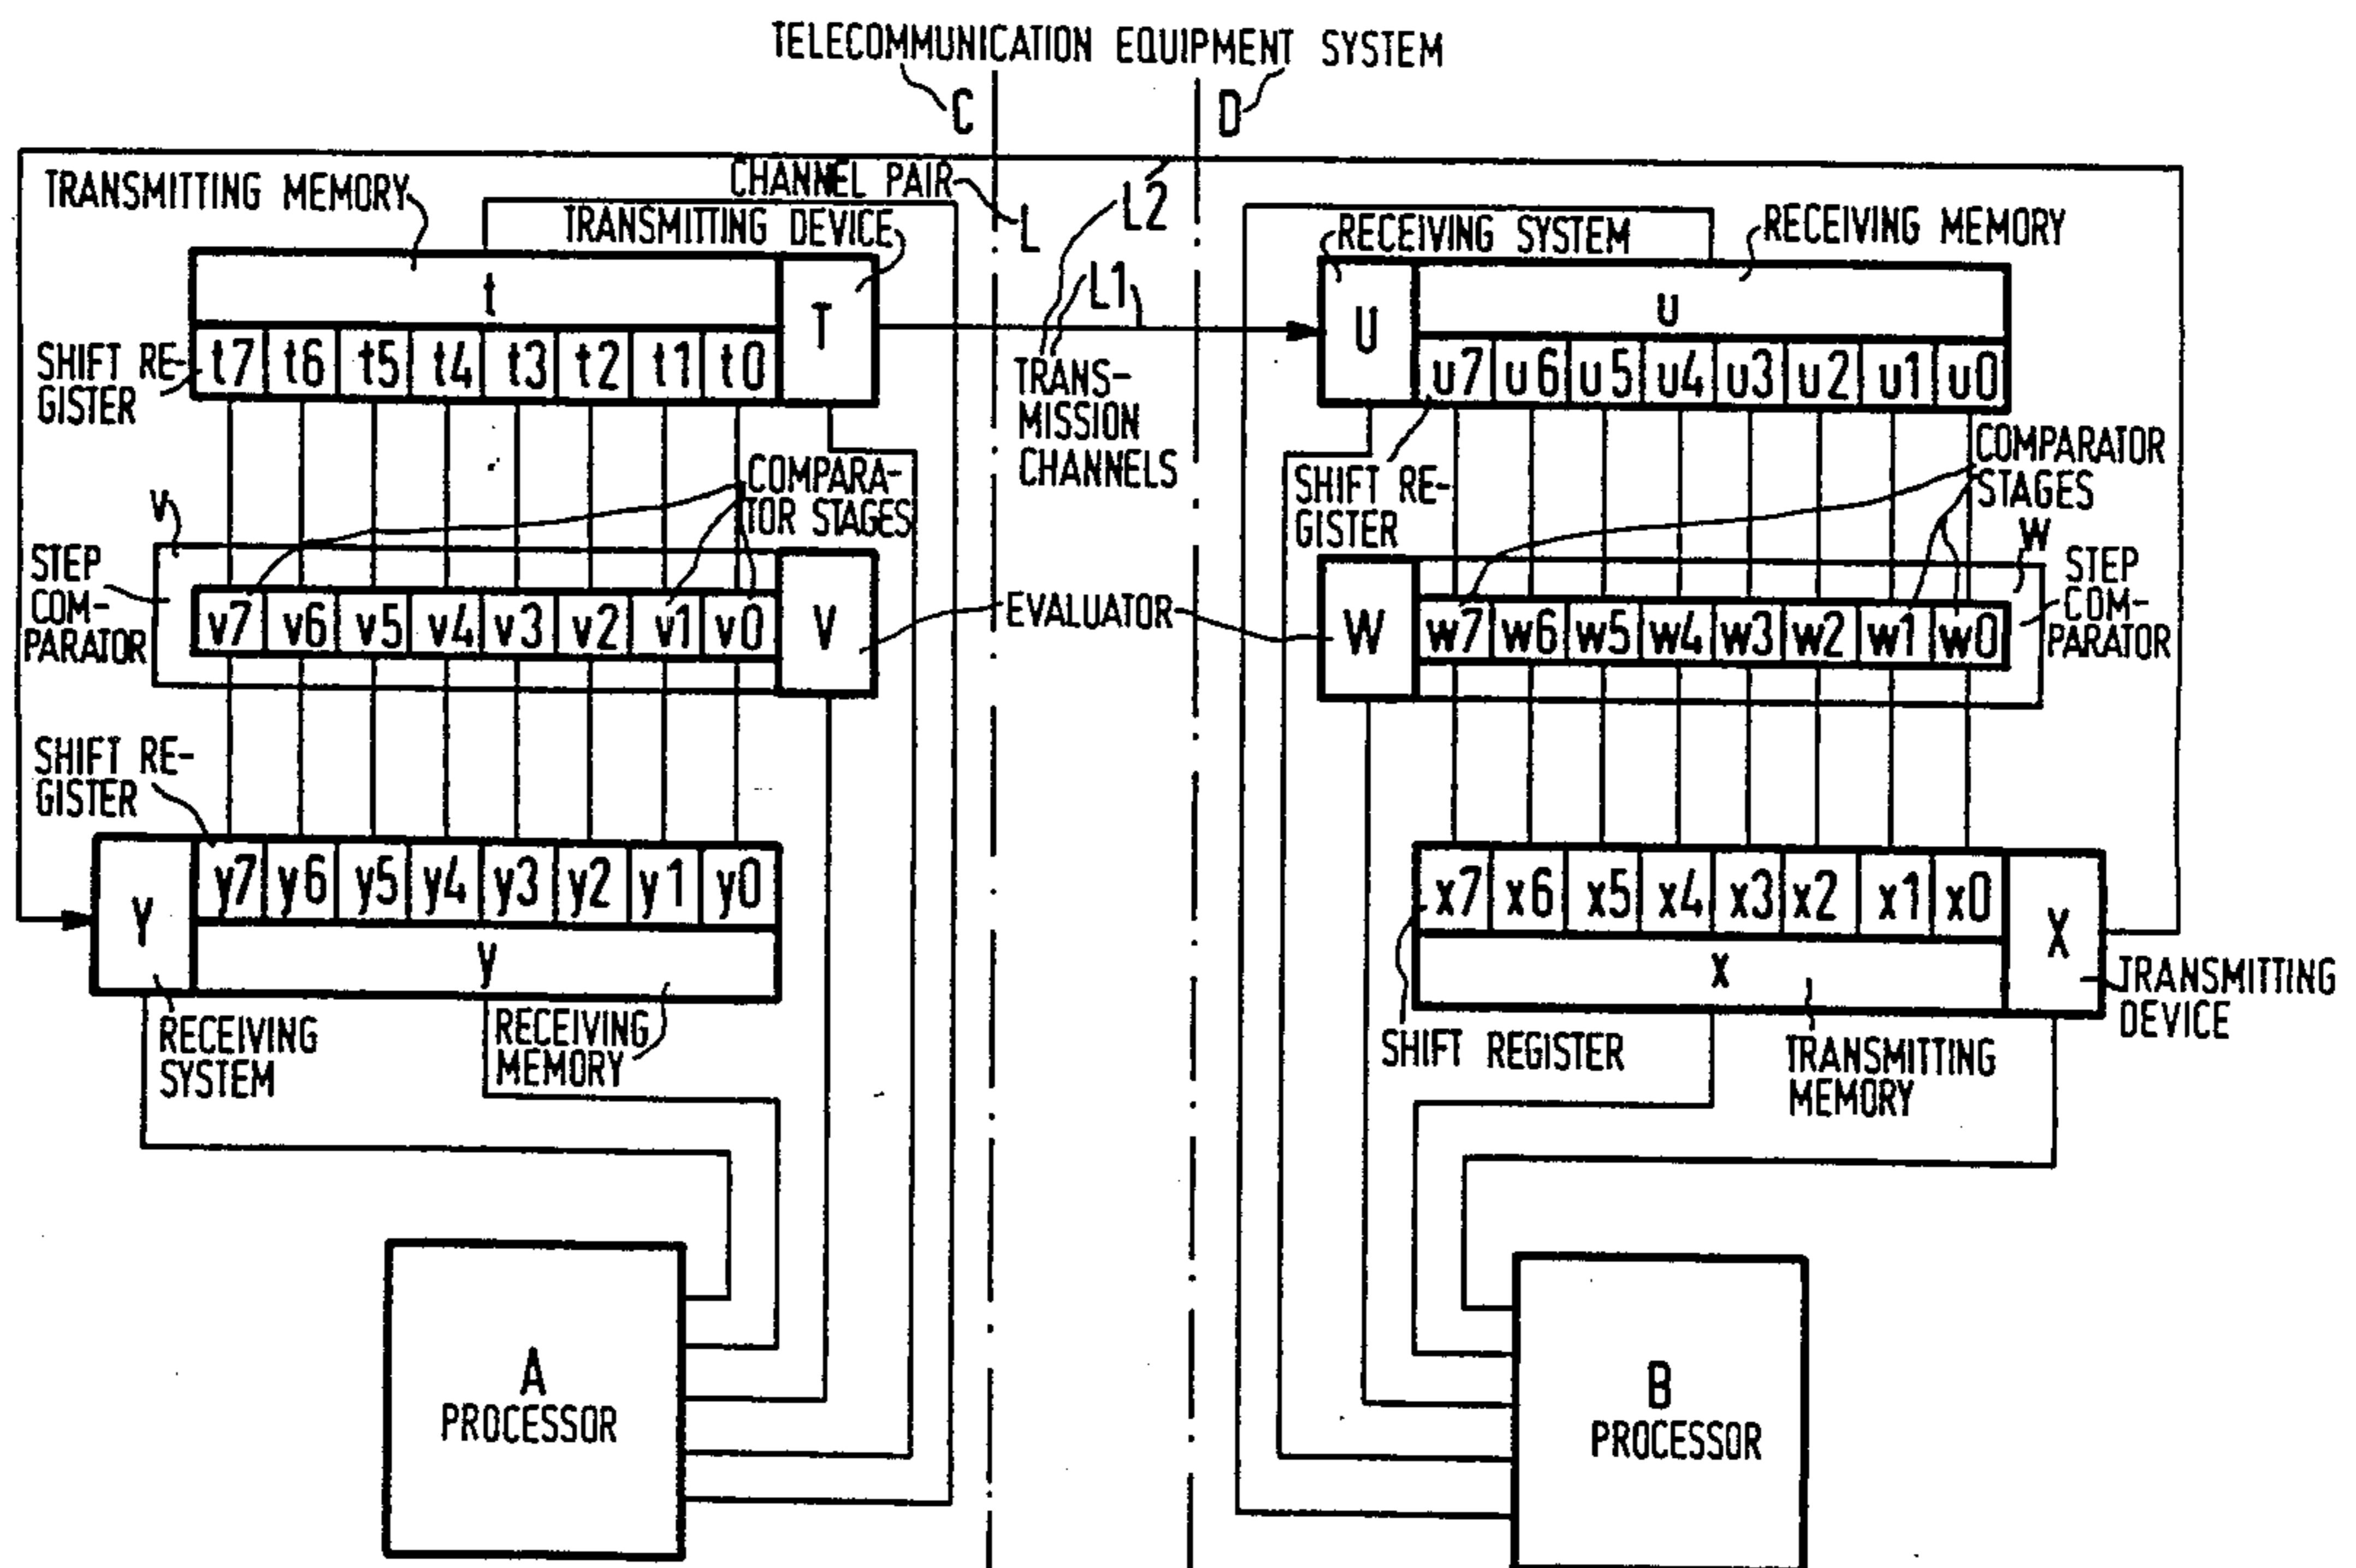 TELECOMMUNICATION EQUIPMENT SYSTEM
C
D
CHANNEL PAIR
L
L2
L1
TRANS-
MISSION
CHANNELS
TRANSMITTING MEMORY
TRANSMITTING DEVICE
t
T
SHIFT RE-
GISTER
t7 t6 t5 t4 t3 t2 t1 t0
COMPARA-
TOR STAGES
v
STEP
COM-
PARATOR
v7 v6 v5 v4 v3 v2 v1 v0
V
EVALUATOR
SHIFT RE-
GISTER
Y
y7 y6 y5 y4 y3 y2 y1 y0
y
RECEIVING
SYSTEM
RECEIVING
MEMORY
A
PROCESSOR
RECEIVING SYSTEM
RECEIVING MEMORY
U
u
u7 u6 u5 u4 u3 u2 u1 u0
SHIFT RE-
GISTER
COMPARATOR
STAGES
w
STEP
COM-
PARATOR
W
w7 w6 w5 w4 w3 w2 w1 w0
x7 x6 x5 x4 x3 x2 x1 x0
x
X
TRANSMITTING
DEVICE
SHIFT REGISTER
TRANSMITTING
MEMORY
B
PROCESSOR